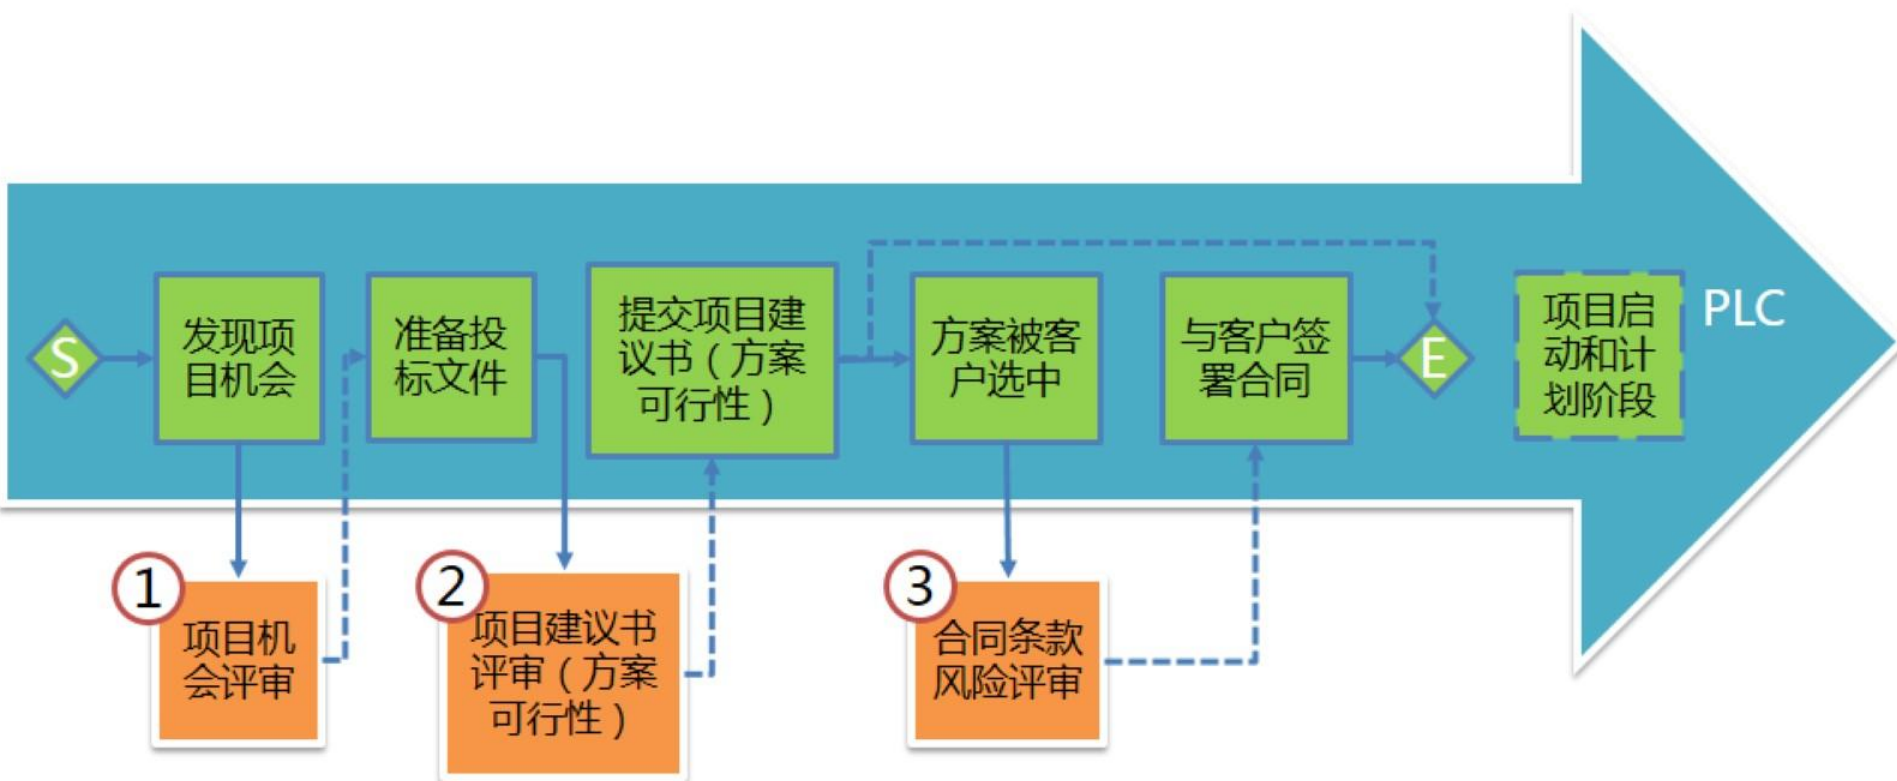 S
发现项
目机会
准备投
标文件
提交项目建
议书（方案
可行性）
方案被客
户选中
与客户签
署合同
E
项目启
动和计
划阶段
PLC
1
项目机
会评审
2
项目建议书
评审（方案
可行性）
3
合同条款
风险评审